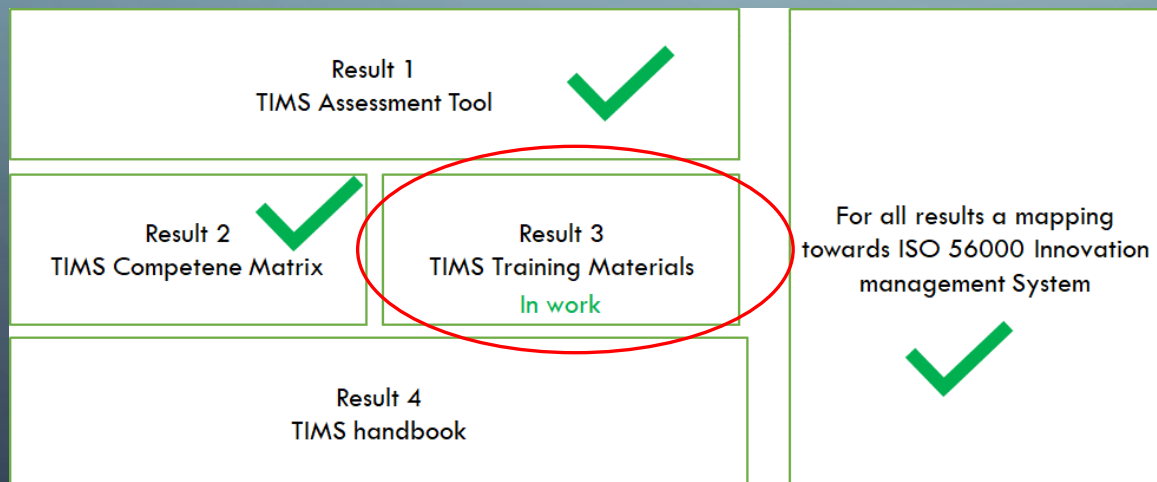 Result 1
TIMS Assessment Tool
Result 2
TIMS Competene Matrix
Result 3
TIMS Training Materials
In work
Result 4
TIMS handbook
For all results a mapping
towards ISO 56000 Innovation
management System